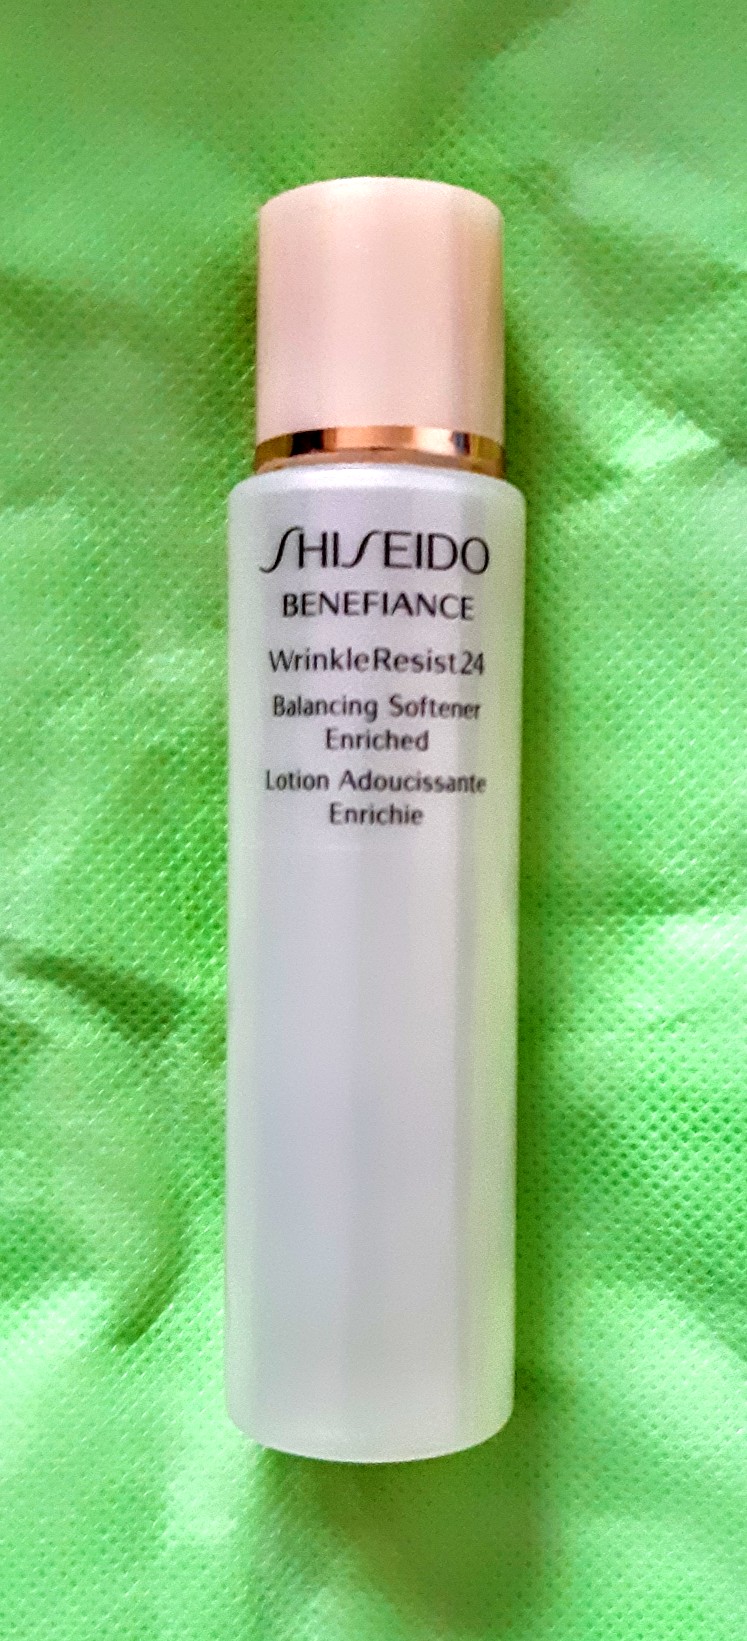 SHISEIDO
BENEFIANCE
WrinkleResist24
Balancing Softener
Enriched
Lotion Adoucissante
Enrichie